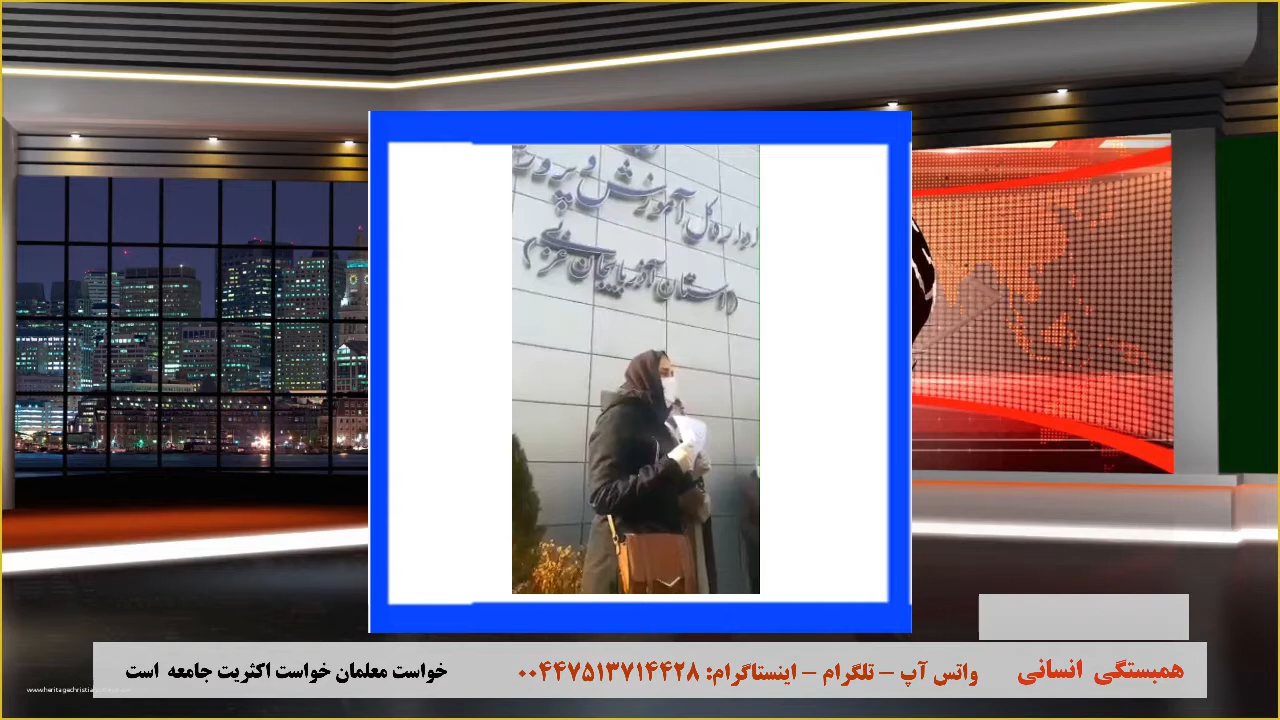 اداره کل آموزش و پرورش
(استان آذربایجان غربی)
همبستگی انسانی
واتس آپ – تلگرام – اینستاگرام: ۰۰۴۴۷۵۱۳۷۱۴۴۲۸
خواست معلمان خواست اکثریت جامعه است